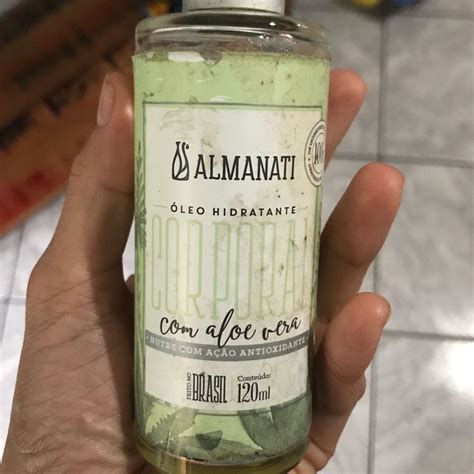 ALMANATI
ÓLEO HIDRATANTE
CORPORAL
com aloe vera
NUTRE COM AÇÃO ANTIOXIDANTE
FEITO NO
BRASIL
Conteúdo:
120ml